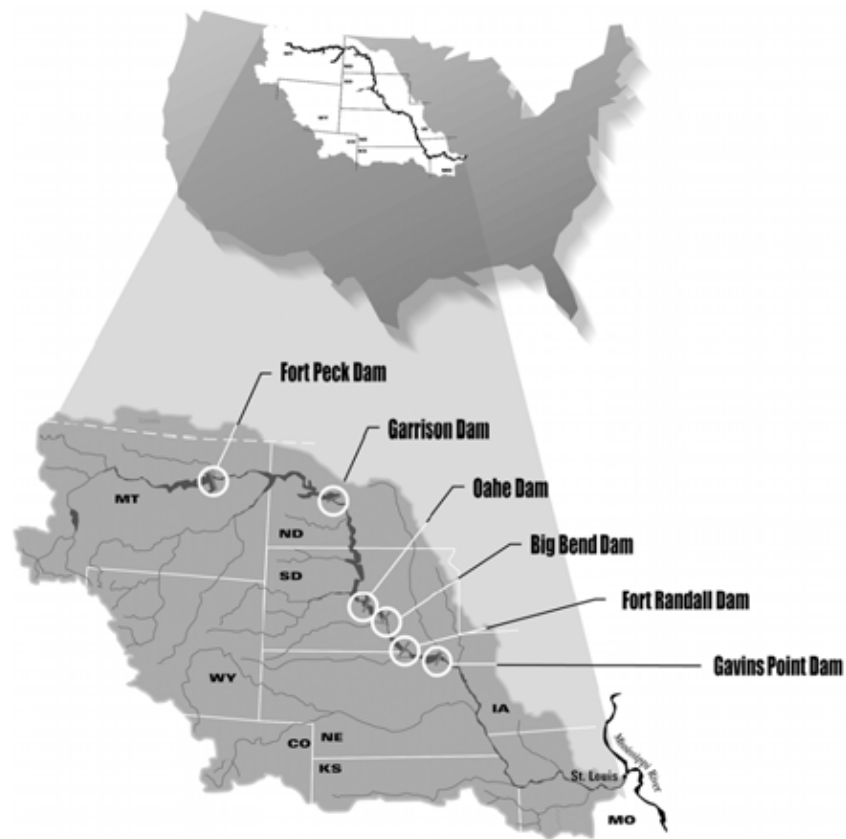 Fort Peck Dam
Garrison Dam
Oahe Dam
Big Bend Dam
Fort Randall Dam
Gavins Point Dam
MT
ND
SD
WY
IA
CO
NE
KS
St. Louis
Mississippi River
MO